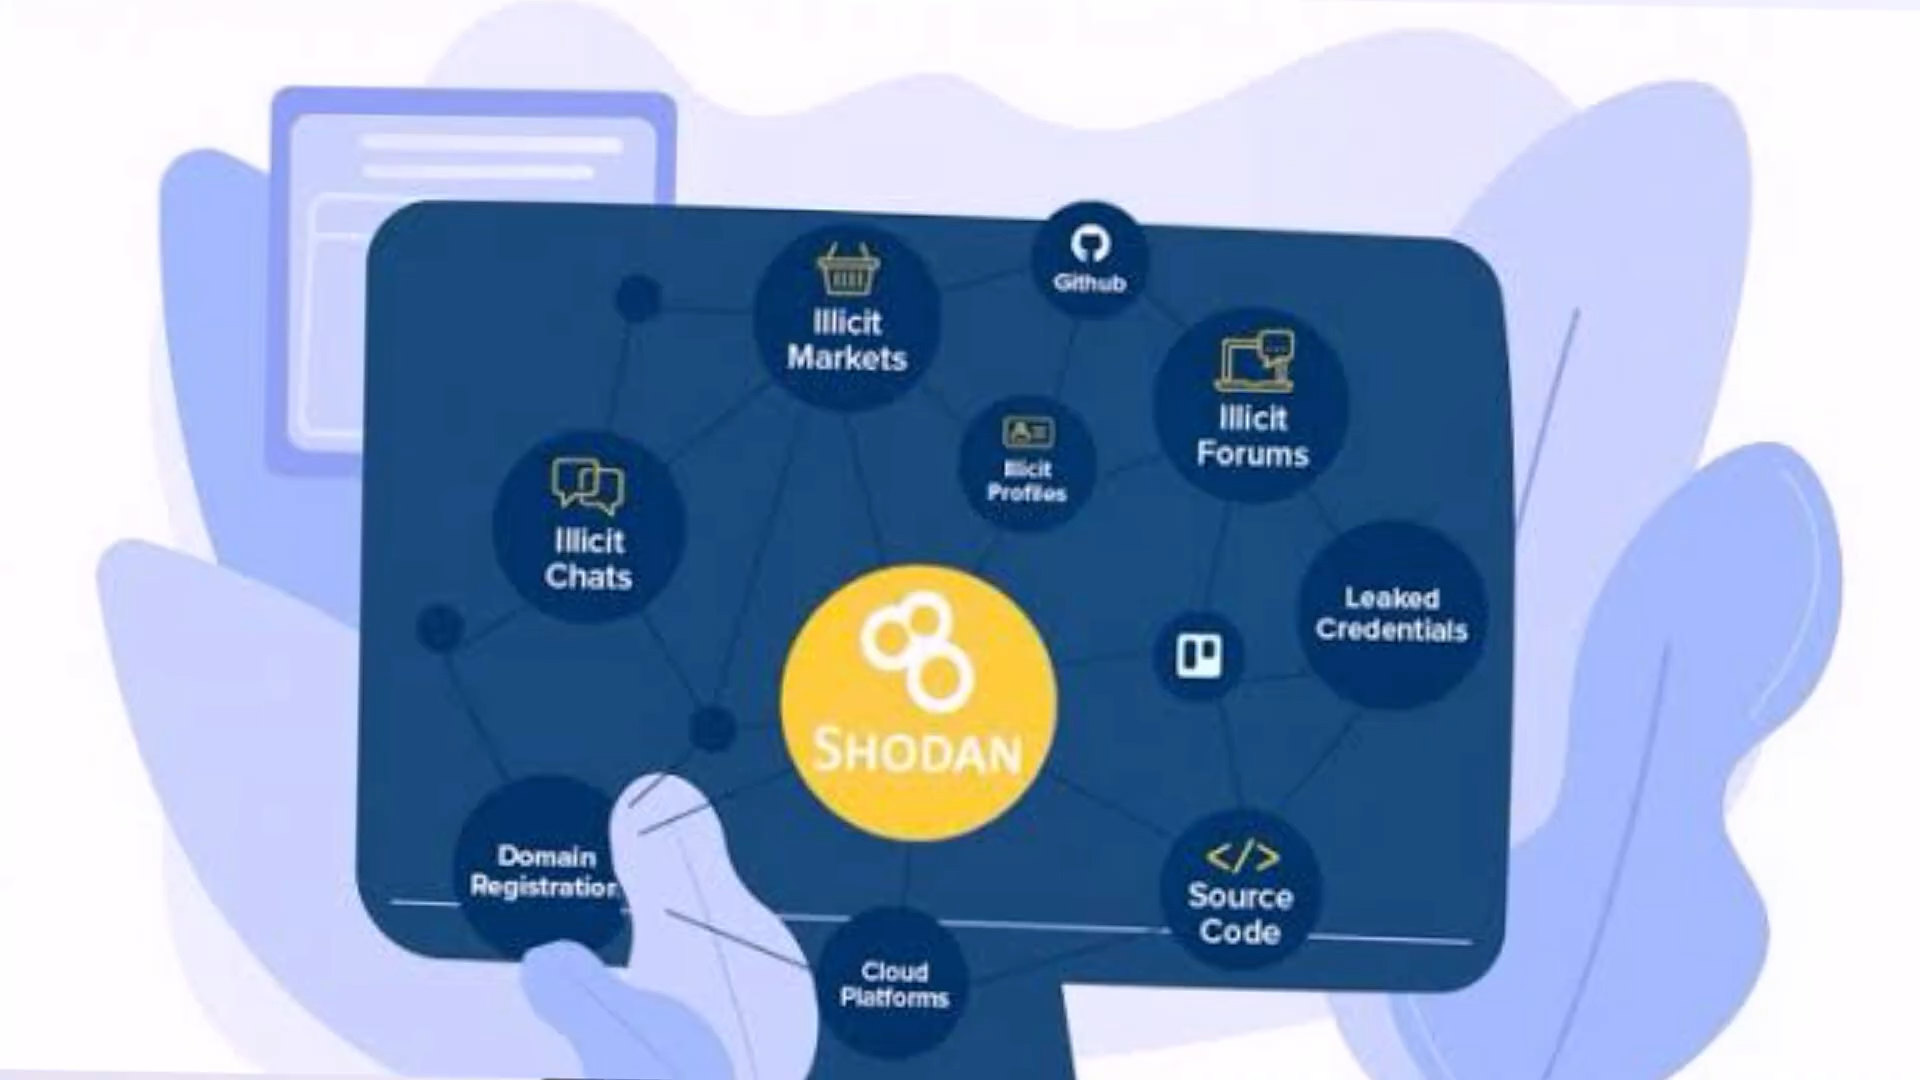 Github
Illicit
Markets
Illicit
Forums
Illicit
Profiles
Illicit
Chats
Leaked
Credentials
SHODAN
Domain
Registration
</>
Source
Code
Cloud
Platforms